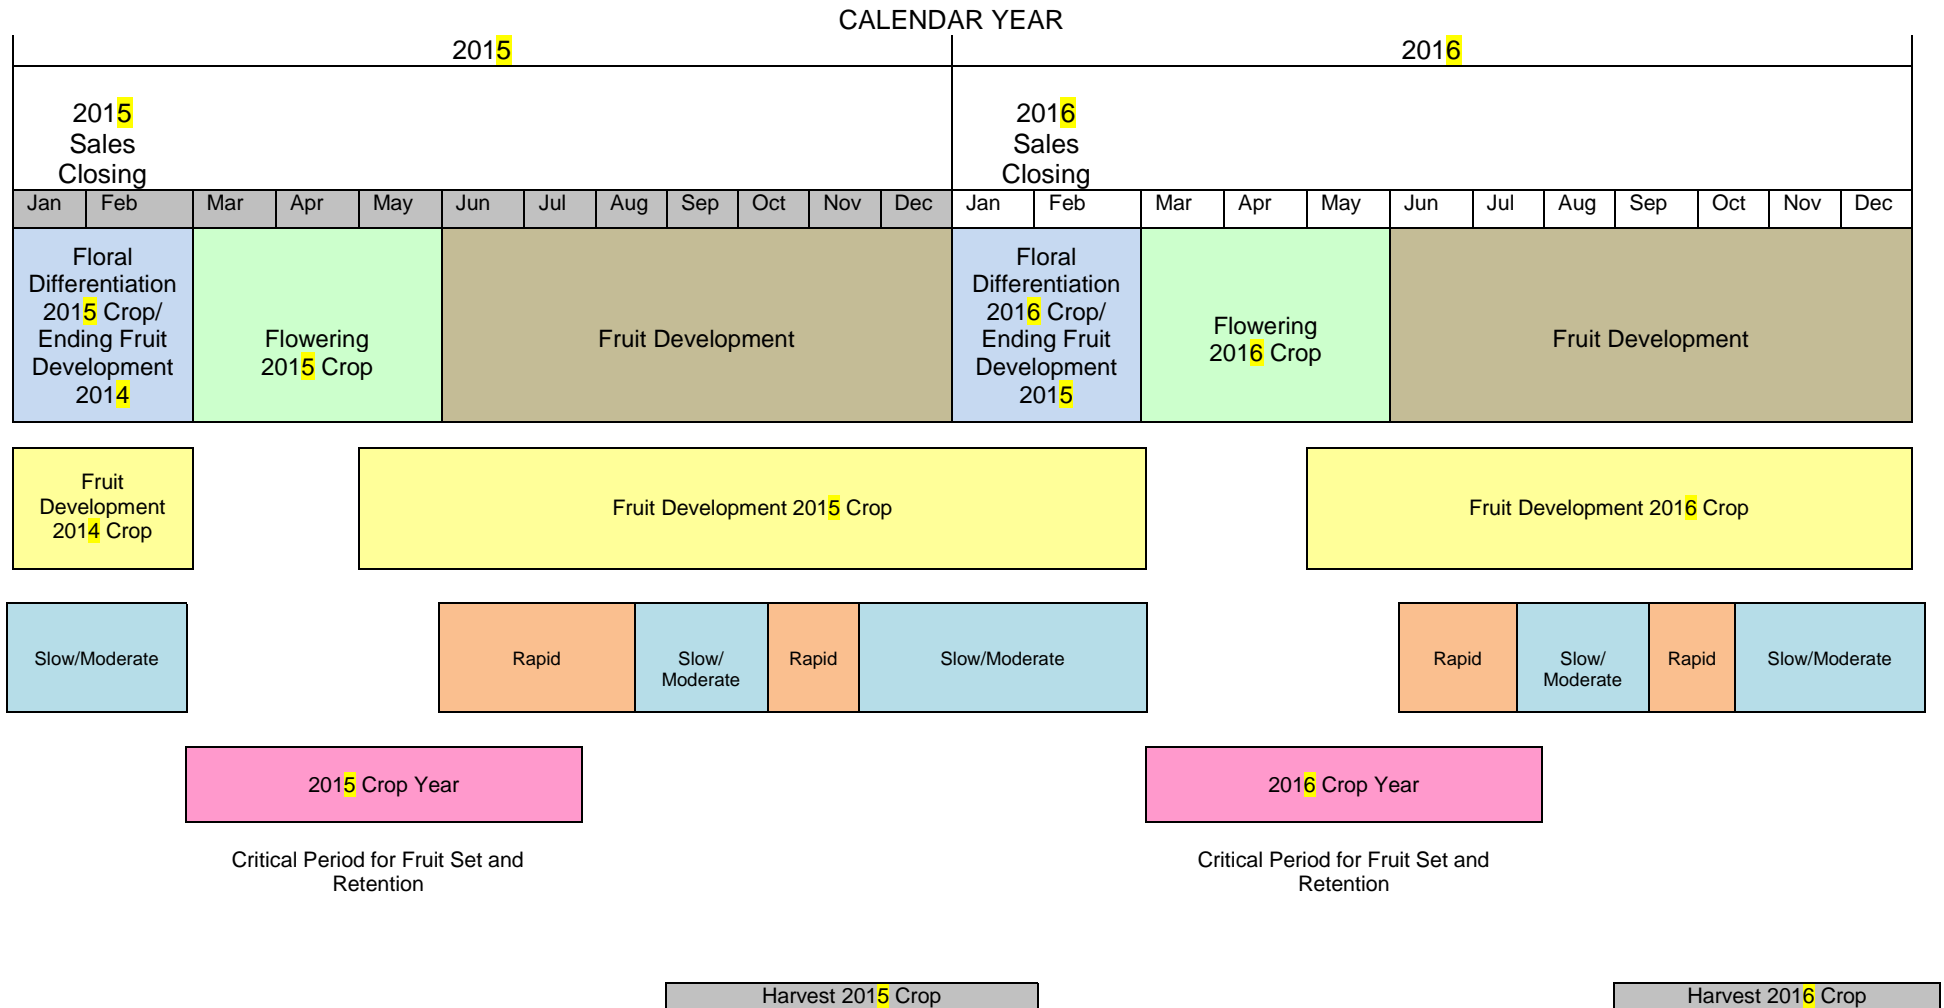 CALENDAR YEAR
2015 2016
2015
Sales
Closing
2016
Sales
Closing
Jan Feb Mar Apr May Jun Jul Aug Sep Oct Nov Dec Jan Feb Mar Apr May Jun Jul Aug Sep Oct Nov Dec
Floral
Differentiation
2015 Crop/
Ending Fruit
Development
2014
Flowering
2015 Crop
Fruit Development
Floral
Differentiation
2016 Crop/
Ending Fruit
Development
2015
Flowering
2016 Crop
Fruit Development
Fruit
Development
2014 Crop
Fruit Development 2015 Crop
Fruit Development 2016 Crop
Slow/Moderate
Rapid
Slow/
Moderate
Rapid
Slow/Moderate
Rapid
Slow/
Moderate
Rapid
Slow/Moderate
2015 Crop Year
2016 Crop Year
Critical Period for Fruit Set and
Retention
Critical Period for Fruit Set and
Retention
Harvest 2015 Crop
Harvest 2016 Crop